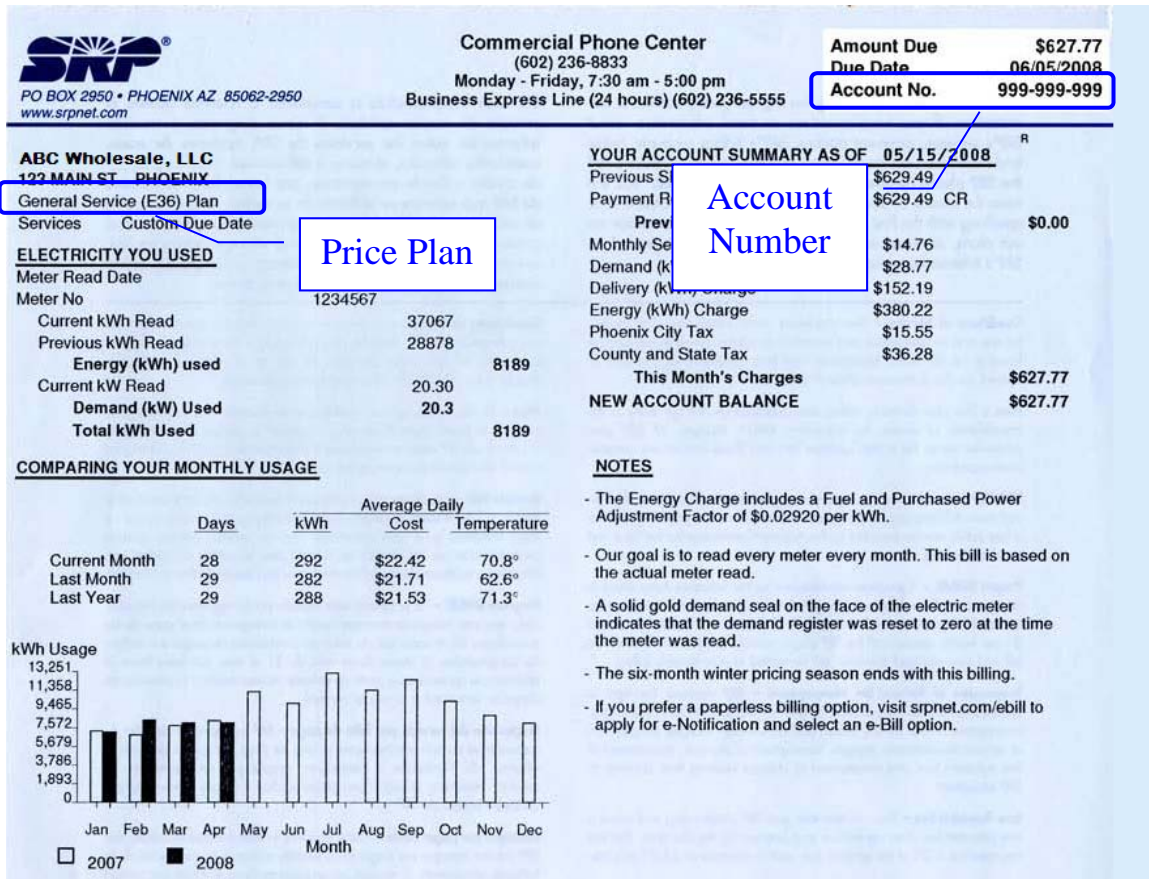 SRP®
PO BOX 2950 • PHOENIX AZ 85062-2950
www.srpnet.com
Commercial Phone Center
(602) 236-8833
Monday - Friday, 7:30 am - 5:00 pm
Business Express Line (24 hours) (602) 236-5555
Amount Due $627.77
Due Date 06/05/2008
Account No. 999-999-999
ABC Wholesale, LLC
123 MAIN ST PHOENIX
General Service (E36) Plan
Services Custom Due Date
Price Plan
ELECTRICITY YOU USED
Meter Read Date
Meter No 1234567
Current kWh Read 37067
Previous kWh Read 28878
Energy (kWh) used 8189
Current kW Read 20.30
Demand (kW) Used 20.3
Total kWh Used 8189
COMPARING YOUR MONTHLY USAGE
Average Daily
Days kWh Cost Temperature
Current Month 28 292 $22.42 70.8°
Last Month 29 282 $21.71 62.6°
Last Year 29 288 $21.53 71.3°
kWh Usage
13,251
11,358
9,465
7,572
5,679
3,786
1,893
0
Jan Feb Mar Apr May Jun Jul Aug Sep Oct Nov Dec
Month
2007 2008
R
YOUR ACCOUNT SUMMARY AS OF 05/15/2008
Previous $629.49
Payment $629.49 CR
$0.00
Monthly $14.76
Demand $28.77
Delivery (kWh) Charge $152.19
Energy (kWh) Charge $380.22
Phoenix City Tax $15.55
County and State Tax $36.28
This Month's Charges $627.77
NEW ACCOUNT BALANCE $627.77
Account
Number
NOTES
- The Energy Charge includes a Fuel and Purchased Power
Adjustment Factor of $0.02920 per kWh.
- Our goal is to read every meter every month. This bill is based on
the actual meter read.
- A solid gold demand seal on the face of the electric meter
indicates that the demand register was reset to zero at the time
the meter was read.
- The six-month winter pricing season ends with this billing.
- If you prefer a paperless billing option, visit srpnet.com/ebill to
apply for e-Notification and select an e-Bill option.